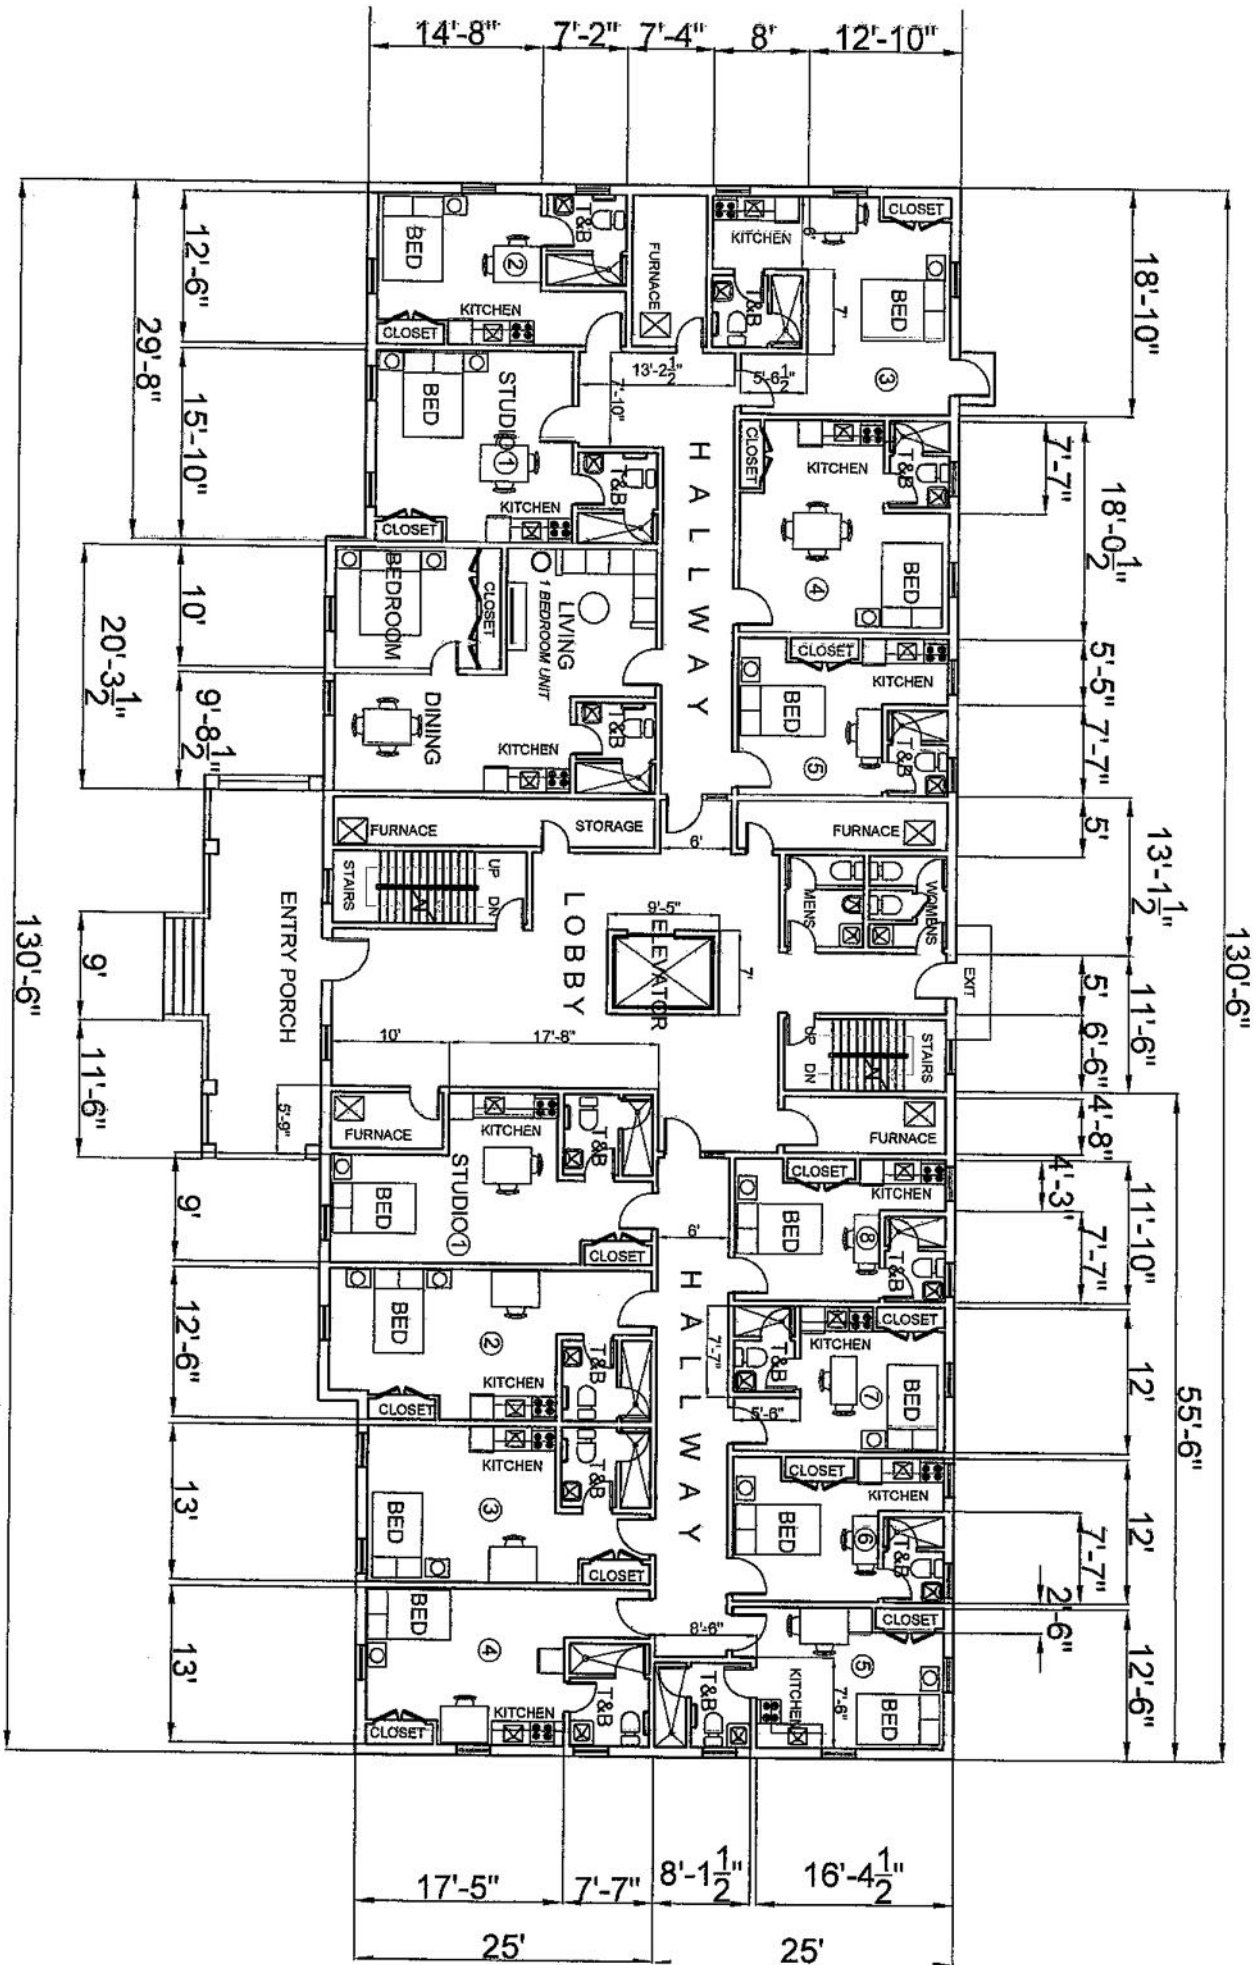 14'-8"
7'-2"
7'-4"
8'
12'-10"
130'-6"
29'-8"
12'-6"
15'-10"
20'-3 1/2"
10'
9'-8 1/2"
9'
11'-6"
9'
12'-6"
13'
13'
130'-6"
18'-10"
18'-0 1/2"
7'-7"
5'-5"
7'-7"
13'-1 1/2"
5'
11'-6"
5'
6'-6"
55'-6"
4'-8"
11'-10"
4'-3"
7'-7"
12'
12'
7'-7"
2'-6"
12'-6"
17'-5"
7'-7"
8'-1 1/2"
16'-4 1/2"
25'
25'
BED
2
T&B
KITCHEN
CLOSET
FURNACE
KITCHEN
6'
CLOSET
T&B
7'
BED
3
5'-6 1/2"
13'-2 1/2"
7'-10"
BED
STUDIO 1
T&B
KITCHEN
CLOSET
HALLWAY
CLOSET
KITCHEN
T&B
4
BED
BEDROOM
CLOSET
LIVING
1 BEDROOM UNIT
DINING
KITCHEN
T&B
CLOSET
KITCHEN
BED
5
T&B
FURNACE
STORAGE
6'
FURNACE
STAIRS
UP
DN
LOBBY
9'-5"
ELEVATOR
7'
MENS
WOMENS
EXIT
ENTRY PORCH
10'
17'-8"
UP
DN
STAIRS
5'-9"
FURNACE
KITCHEN
T&B
STUDIO 1
BED
CLOSET
FURNACE
6'
CLOSET
KITCHEN
BED
8
T&B
BED
2
T&B
KITCHEN
CLOSET
HALLWAY
7'-7"
T&B
5'-6"
KITCHEN
CLOSET
7
BED
KITCHEN
T&B
BED
3
CLOSET
CLOSET
KITCHEN
BED
6
T&B
BED
4
KITCHEN
T&B
CLOSET
8'-6"
T&B
CLOSET
5
KITCHEN
7'-6"
BED